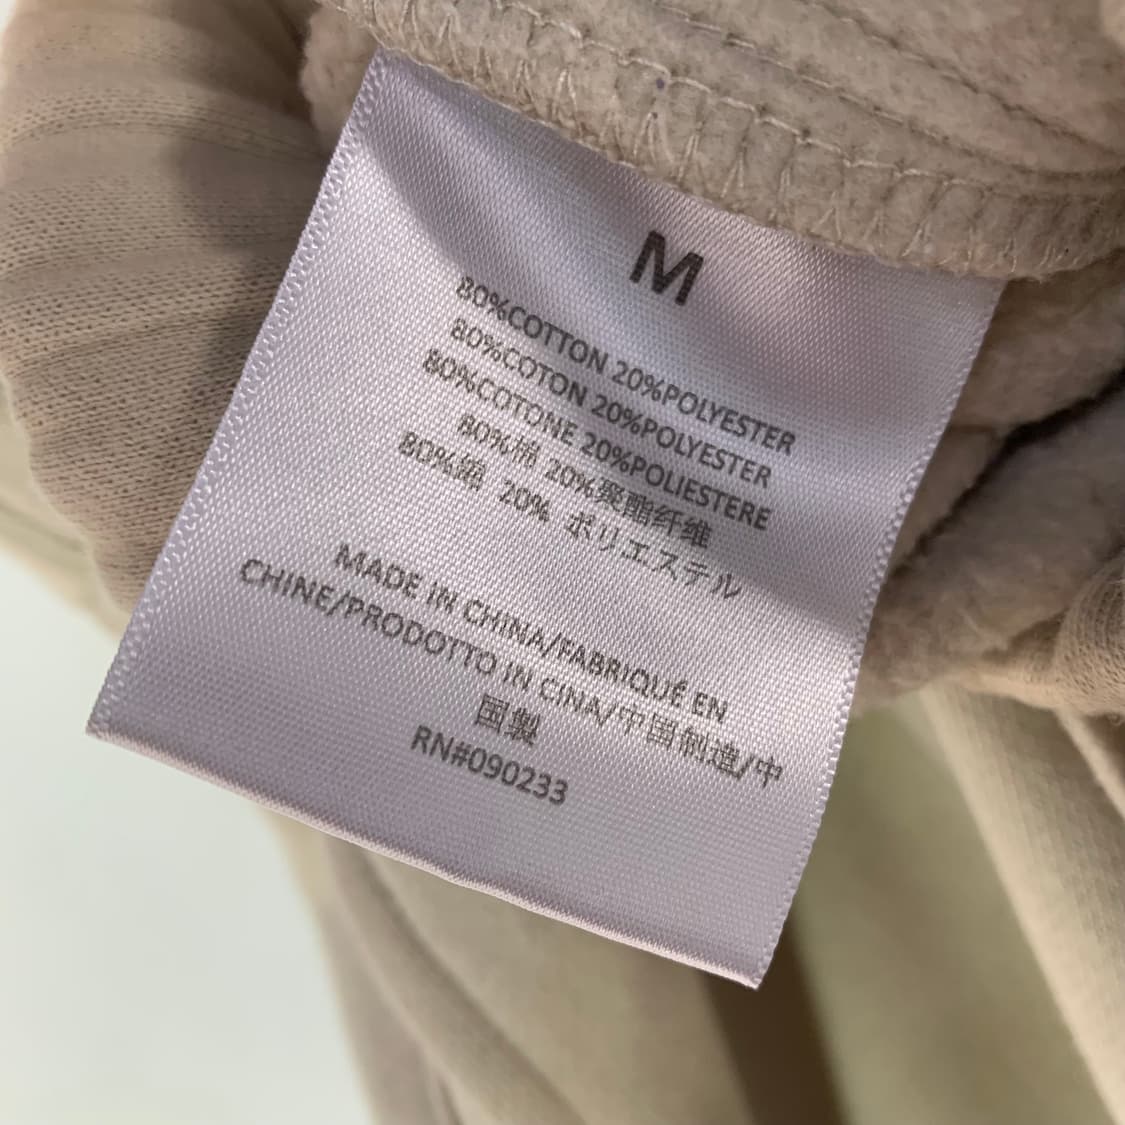 M
80%COTTON 20%POLYESTER
80%COTON 20%POLYESTER
80%COTONE 20%POLIESTERE
80%棉 20%聚酯纤维
80%綿 20% ポリエステル
MADE IN CHINA/FABRIQUÉ EN
CHINE/PRODOTTO IN CINA/中国制造/中
国製
RN#090233